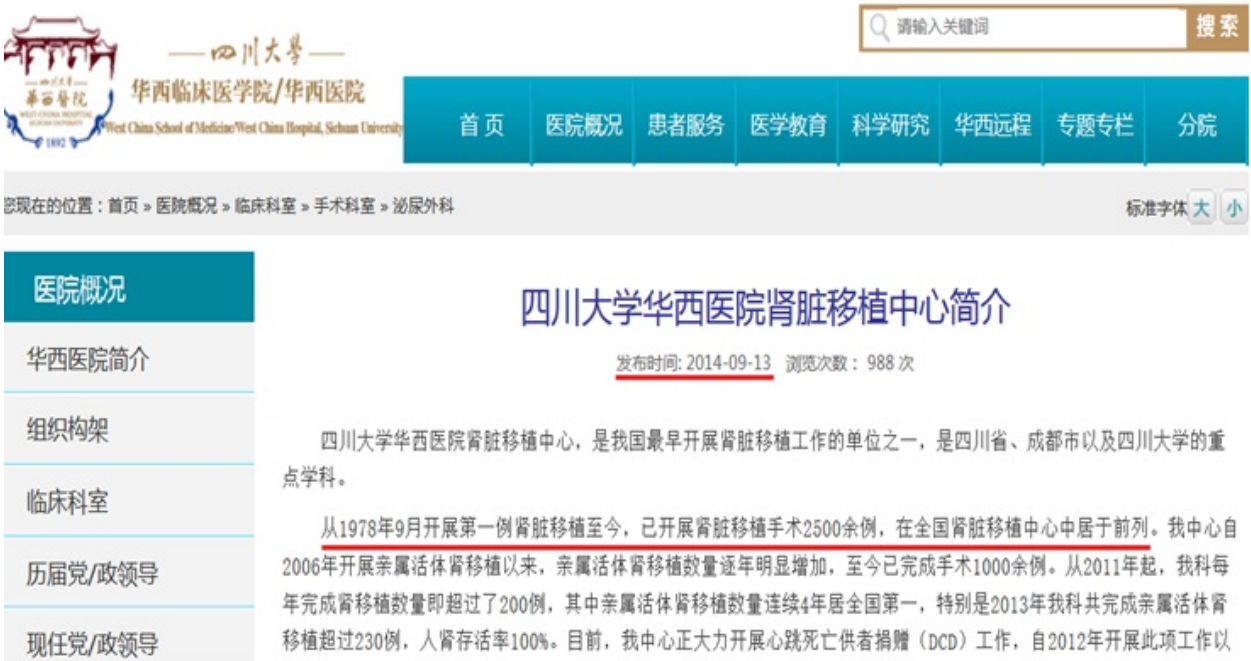 请输入关键词
搜索
四川大学
华西医院
1892
华西临床医学院/华西医院
West China School of Medicine/West China Hospital, Sichuan University
首页 医院概况 患者服务 医学教育 科学研究 华西远程 专题专栏 分院
您现在的位置：首页 » 医院概况 » 临床科室 » 手术科室 » 泌尿外科
标准字体 大 小
医院概况
华西医院简介
组织构架
临床科室
历届党/政领导
现任党/政领导
四川大学华西医院肾脏移植中心简介
发布时间: 2014-09-13 浏览次数： 988 次
四川大学华西医院肾脏移植中心，是我国最早开展肾脏移植工作的单位之一，是四川省、成都市以及四川大学的重
点学科。
从1978年9月开展第一例肾脏移植至今，已开展肾脏移植手术2500余例，在全国肾脏移植中心中居于前列。我中心自
2006年开展亲属活体肾移植以来，亲属活体肾移植数量逐年明显增加，至今已完成手术1000余例。从2011年起，我科每
年完成肾移植数量即超过了200例，其中亲属活体肾移植数量连续4年居全国第一，特别是2013年我科共完成亲属活体肾
移植超过230例，人肾存活率100%。目前，我中心正大力开展心跳死亡供者捐赠（DCD）工作，自2012年开展此项工作以